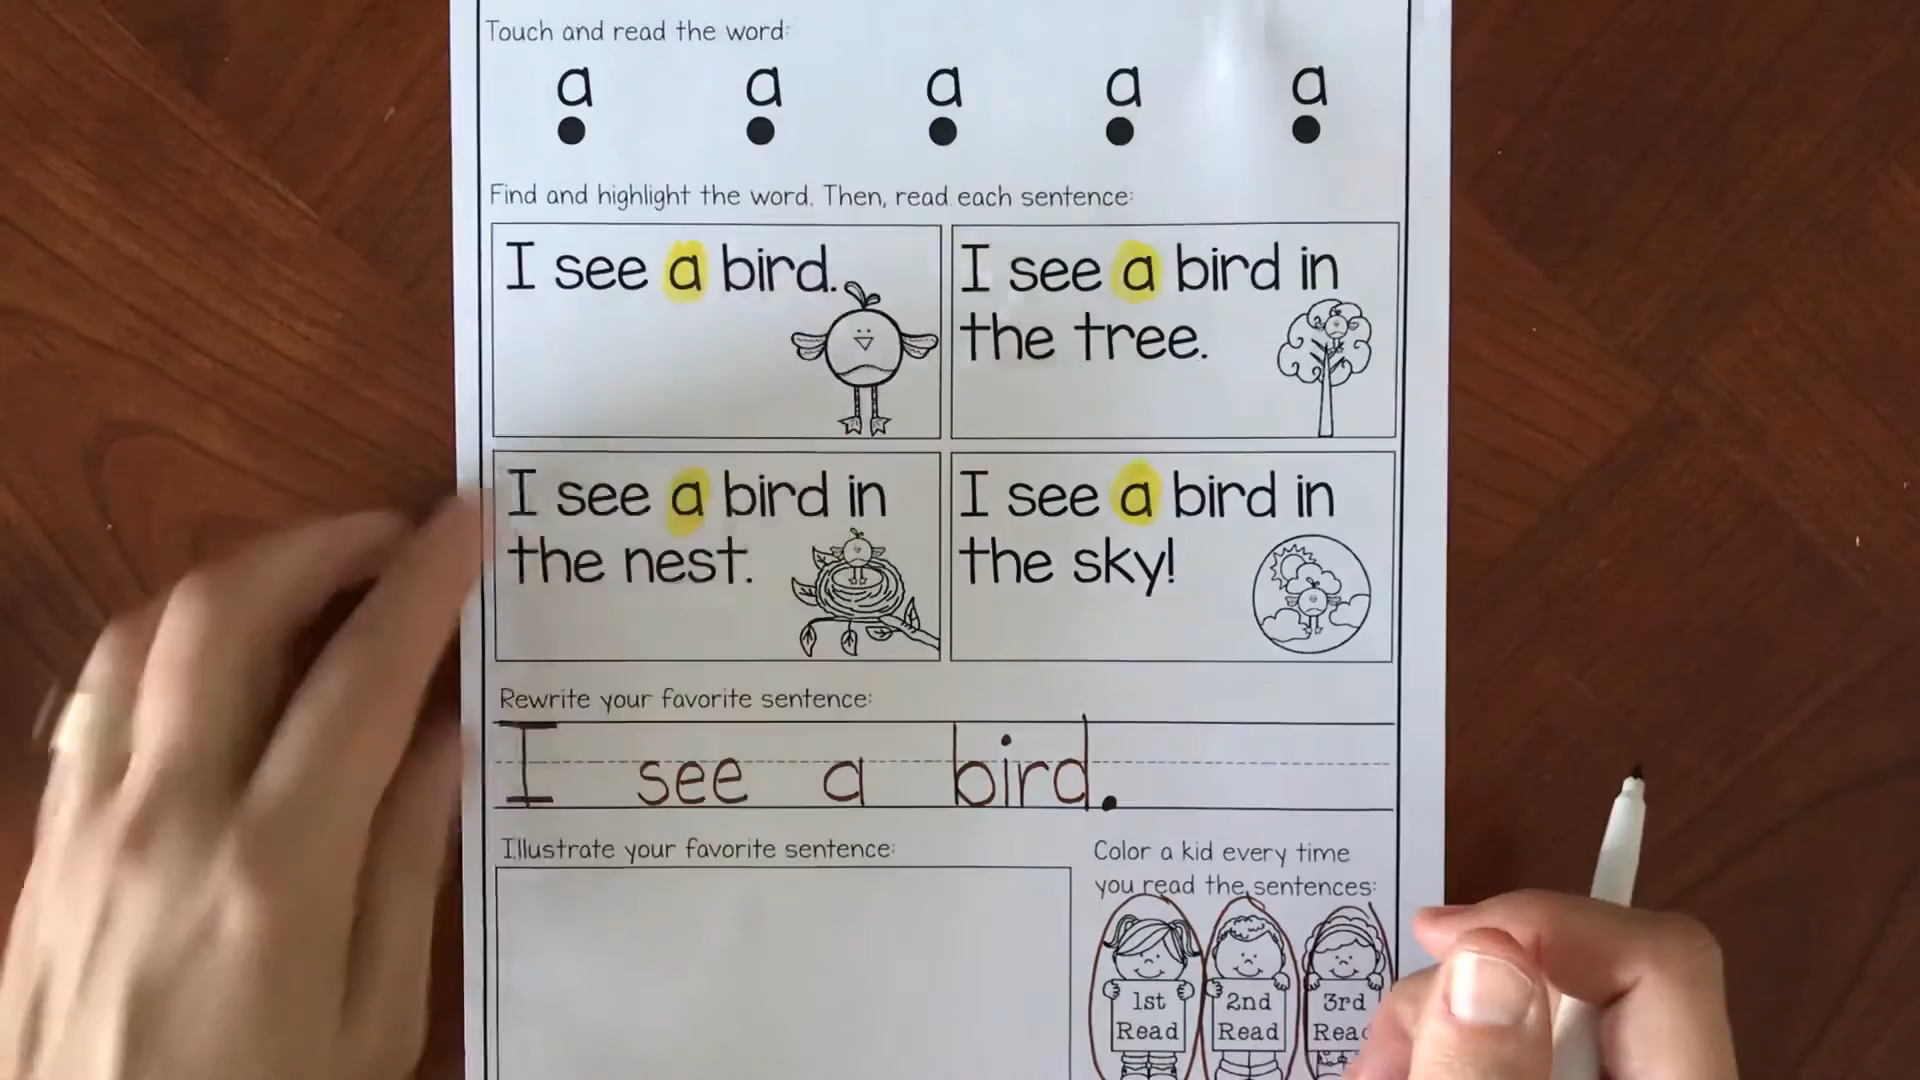 Touch and read the word:
a a a a a
Find and highlight the word. Then, read each sentence:
I see a bird.
I see a bird in
the tree.
I see a bird in
the nest.
I see a bird in
the sky!
Rewrite your favorite sentence:
I see a bird.
Illustrate your favorite sentence:
Color a kid every time
you read the sentences:
1st
Read
2nd
Read
3rd
Read